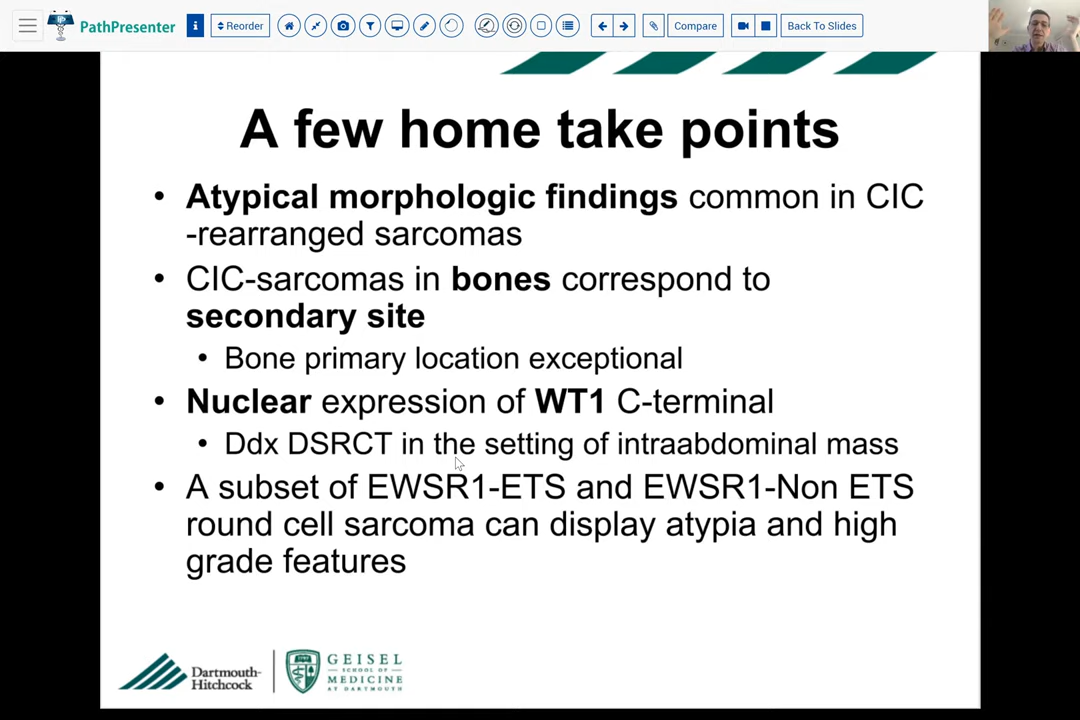 PathPresenter
i
Reorder
Compare
Back To Slides
A few home take points
• Atypical morphologic findings common in CIC
-rearranged sarcomas
• CIC-sarcomas in bones correspond to
secondary site
• Bone primary location exceptional
• Nuclear expression of WT1 C-terminal
• Ddx DSRCT in the setting of intraabdominal mass
• A subset of EWSR1-ETS and EWSR1-Non ETS
round cell sarcoma can display atypia and high
grade features
Dartmouth-
Hitchcock
GEISEL
SCHOOL OF
MEDICINE
AT DARTMOUTH